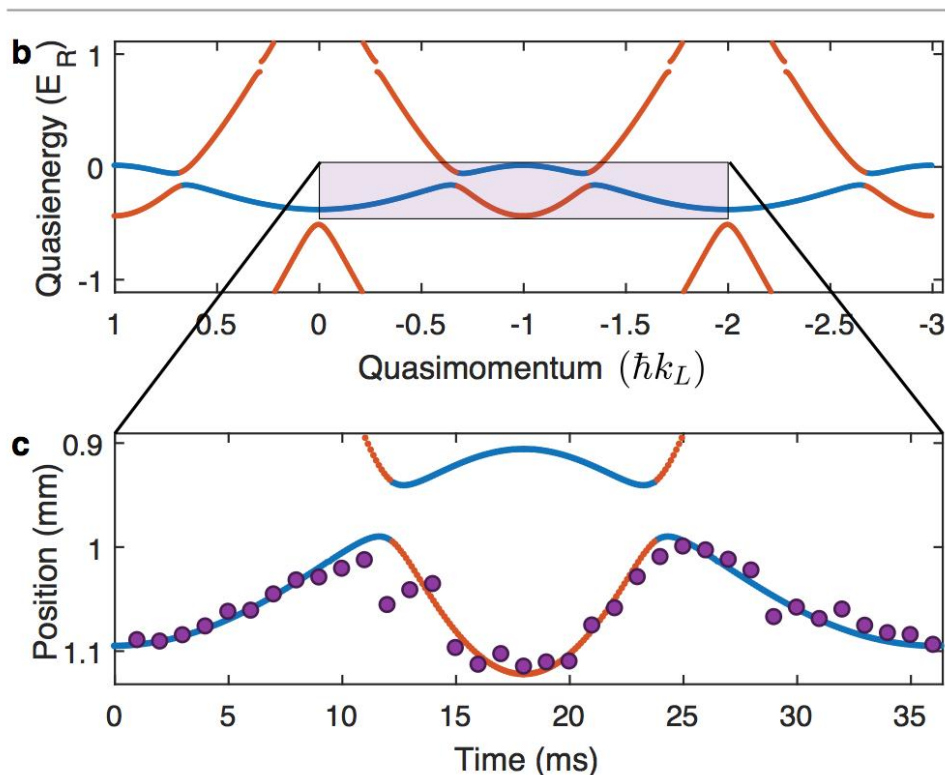 b
Quasienergy (E_R)
1
0
-1
1 0.5 0 -0.5 -1 -1.5 -2 -2.5 -3
Quasimomentum (ℏk_L)
c
Position (mm)
0.9
1
1.1
0 5 10 15 20 25 30 35
Time (ms)